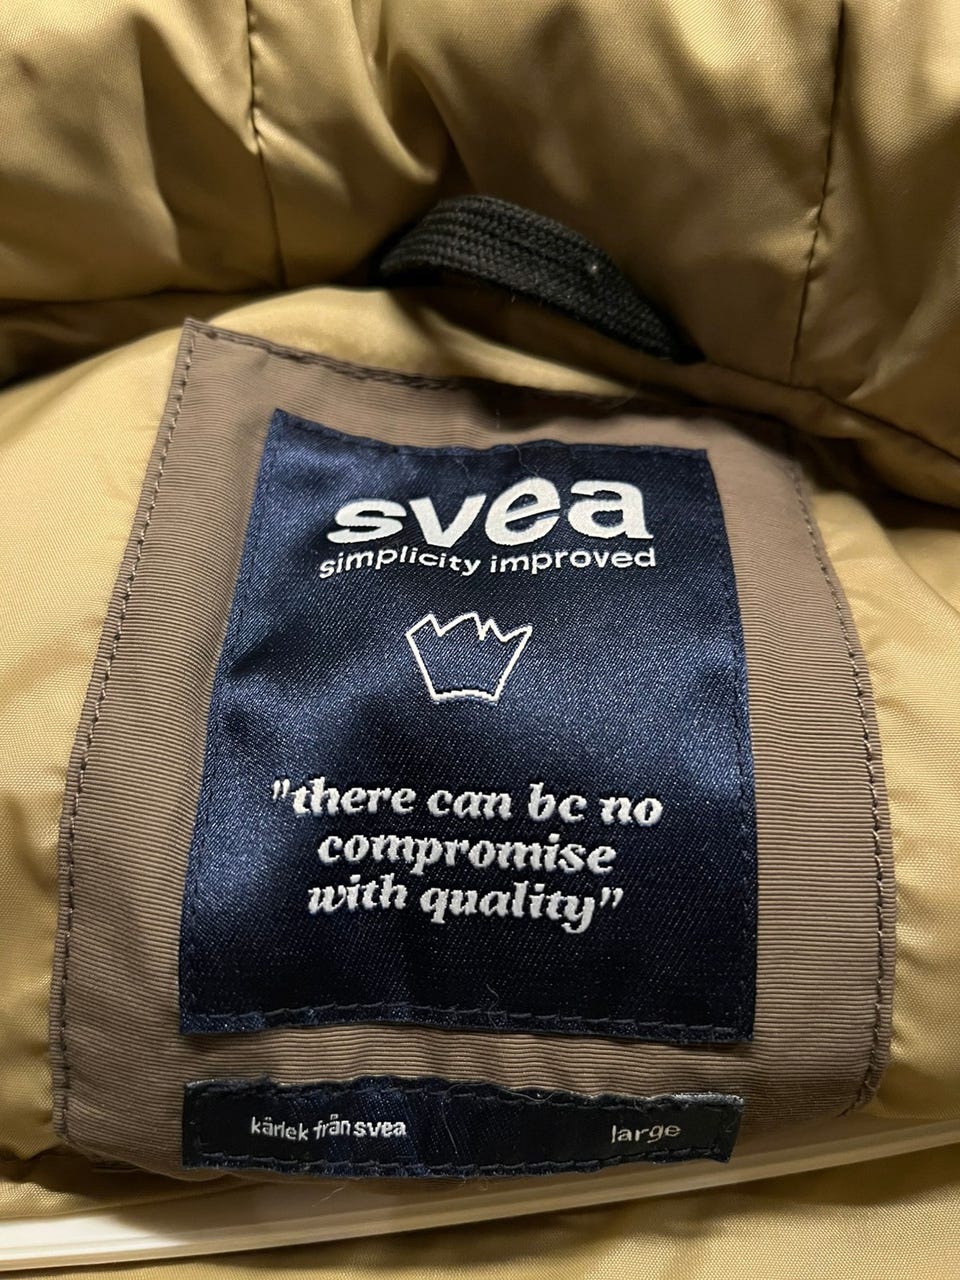 svea
simplicity improved
"there can be no
compromise
with quality"
kärlek från svea
large